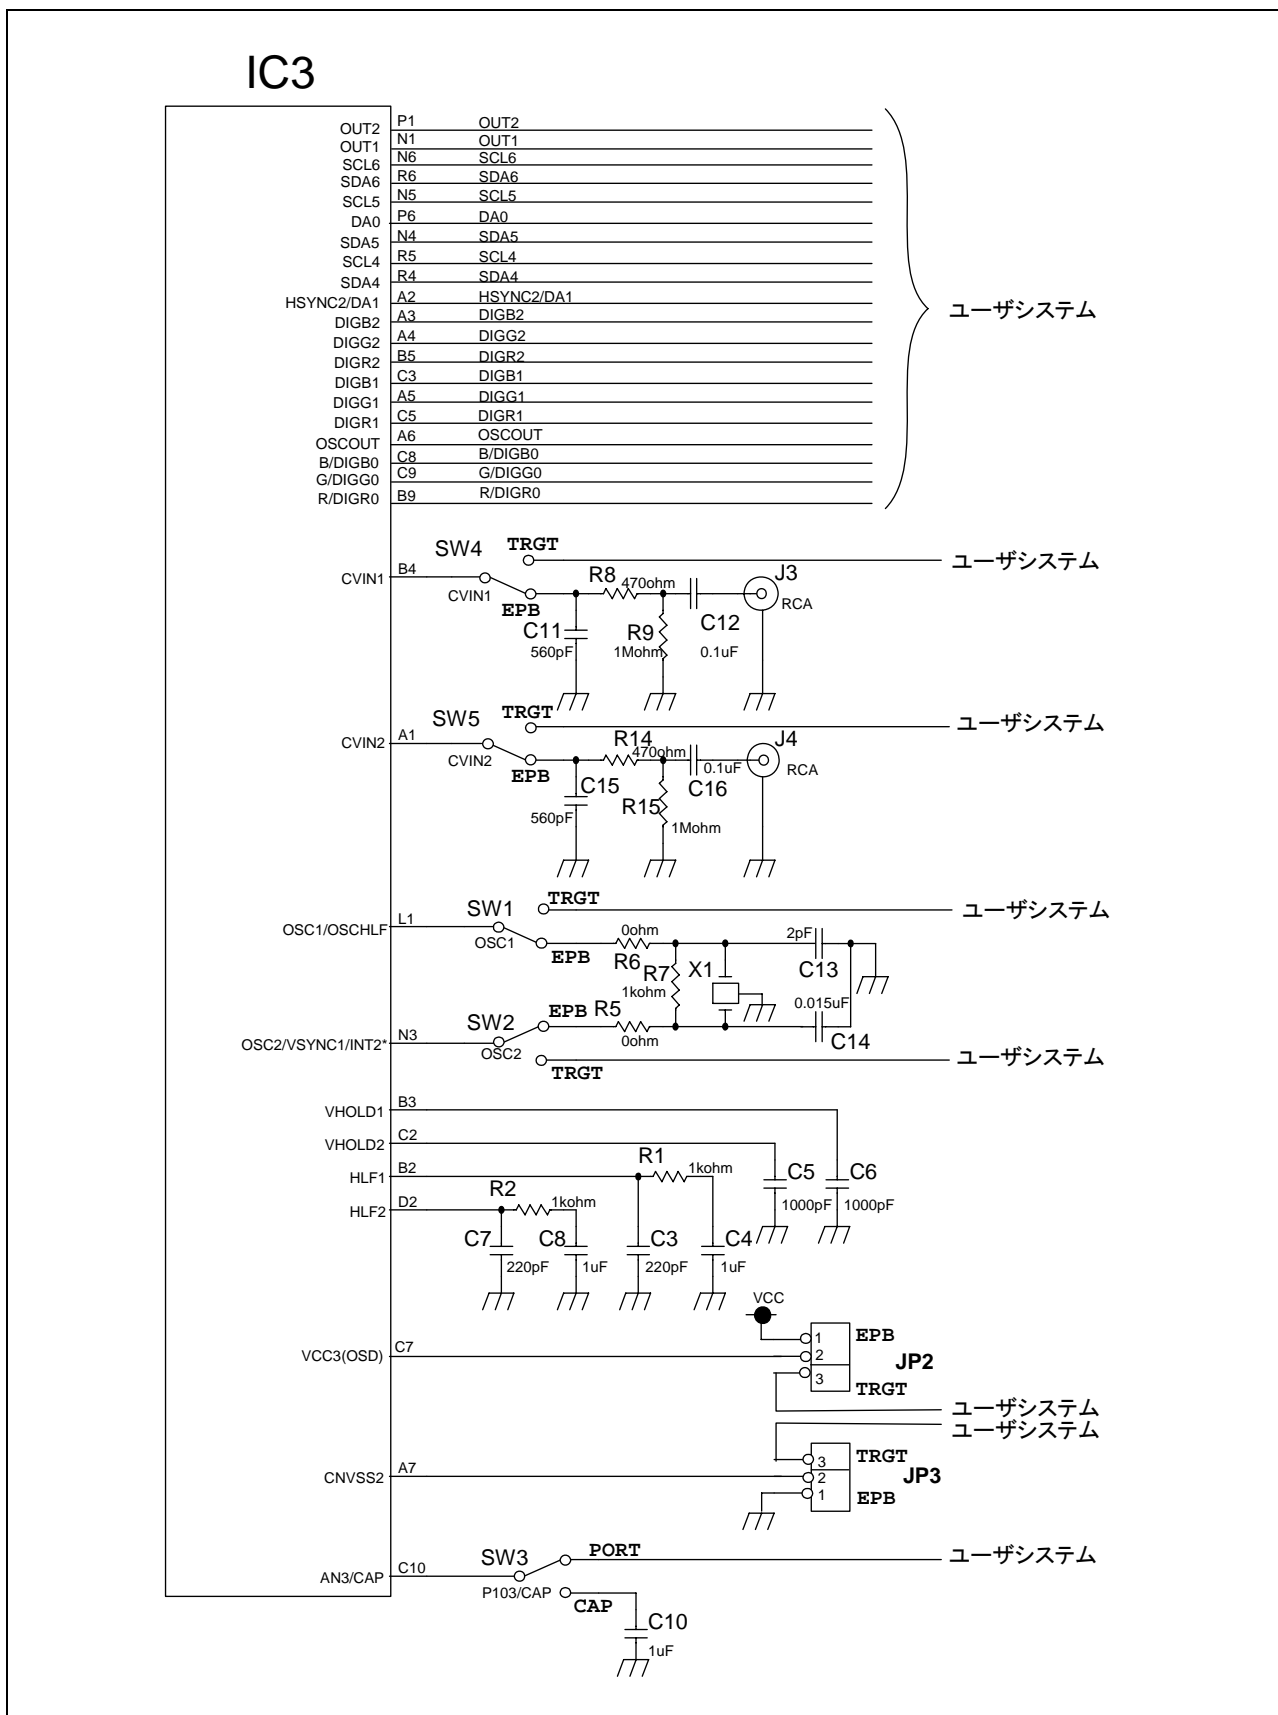 IC3
OUT2 P1 OUT2
OUT1 N1 OUT1
SCL6 N6 SCL6
SDA6 R6 SDA6
SCL5 N5 SCL5
DA0 P6 DA0
SDA5 N4 SDA5
SCL4 R5 SCL4
SDA4 R4 SDA4
HSYNC2/DA1 A2 HSYNC2/DA1
DIGB2 A3 DIGB2
DIGG2 A4 DIGG2
DIGR2 B5 DIGR2
DIGB1 C3 DIGB1
DIGG1 A5 DIGG1
DIGR1 C5 DIGR1
OSCOUT A6 OSCOUT
B/DIGB0 C8 B/DIGB0
G/DIGG0 C9 G/DIGG0
R/DIGR0 B9 R/DIGR0
ユーザシステム
SW4 TRGT ユーザシステム
CVIN1 B4 CVIN1 EPB R8 470ohm J3 RCA
C11 560pF R9 1Mohm C12 0.1uF
SW5 TRGT ユーザシステム
CVIN2 A1 CVIN2 EPB R14 470ohm J4 RCA
C15 560pF R15 1Mohm 0.1uF C16
SW1 TRGT ユーザシステム
OSC1/OSCHLF L1 OSC1 EPB 0ohm R6 2pF C13
R7 1kohm X1
OSC2/VSYNC1/INT2* N3 SW2 OSC2 EPB R5 0ohm 0.015uF C14
TRGT ユーザシステム
VHOLD1 B3
VHOLD2 C2
HLF1 B2 R1 1kohm C5 1000pF C6 1000pF
HLF2 D2 R2 1kohm
C7 220pF C8 1uF C3 220pF C4 1uF
VCC
VCC3(OSD) C7 1 2 3 EPB JP2 TRGT
ユーザシステム
ユーザシステム
CNVSS2 A7 3 2 1 TRGT JP3 EPB
SW3 PORT ユーザシステム
AN3/CAP C10 P103/CAP CAP
C10
1uF